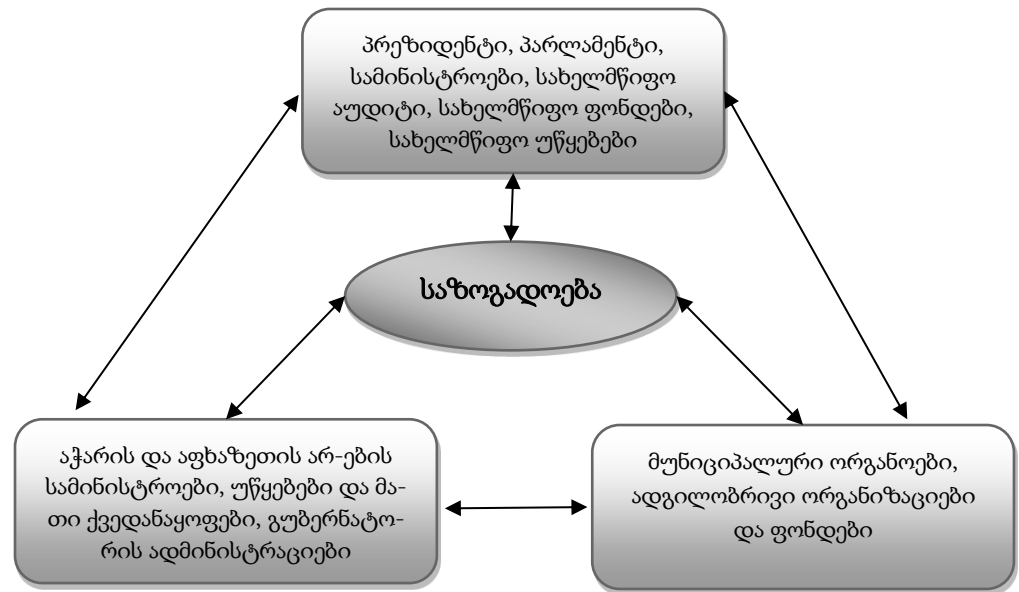 პრეზიდენტი, პარლამენტი,
სამინისტროები, სახელმწიფო
აუდიტი, სახელმწიფო ფონდები,
სახელმწიფო უწყებები
საზოგადოება
აჭარის და აფხაზეთის არ-ების
სამინისტროები, უწყებები და მა-
თი ქვედანაყოფები, გუბერნატო-
რის ადმინისტრაციები
მუნიციპალური ორგანოები,
ადგილობრივი ორგანიზაციები
და ფონდები